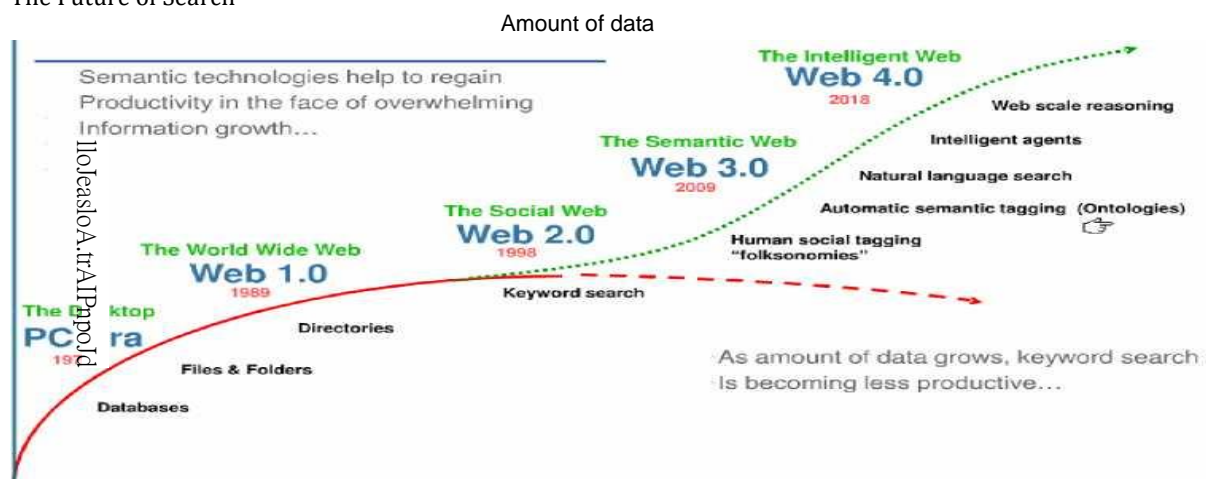 The Future of Search
Amount of data
Semantic technologies help to regain
Productivity in the face of overwhelming
Information growth…
The Intelligent Web
Web 4.0
2018
Web scale reasoning
Intelligent agents
The Semantic Web
Web 3.0
2009
Natural language search
Automatic semantic tagging (Ontologies)
The Social Web
Web 2.0
1998
Human social tagging
"folksonomies"
The World Wide Web
Web 1.0
1989
Keyword search
Directories
PC
Files & Folders
Databases
As amount of data grows, keyword search
Is becoming less productive…